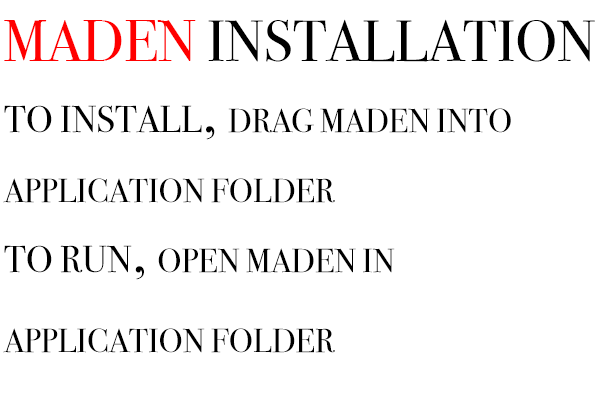 MADEN INSTALLATION
TO INSTALL, DRAG MADEN INTO
APPLICATION FOLDER
TO RUN, OPEN MADEN IN
APPLICATION FOLDER